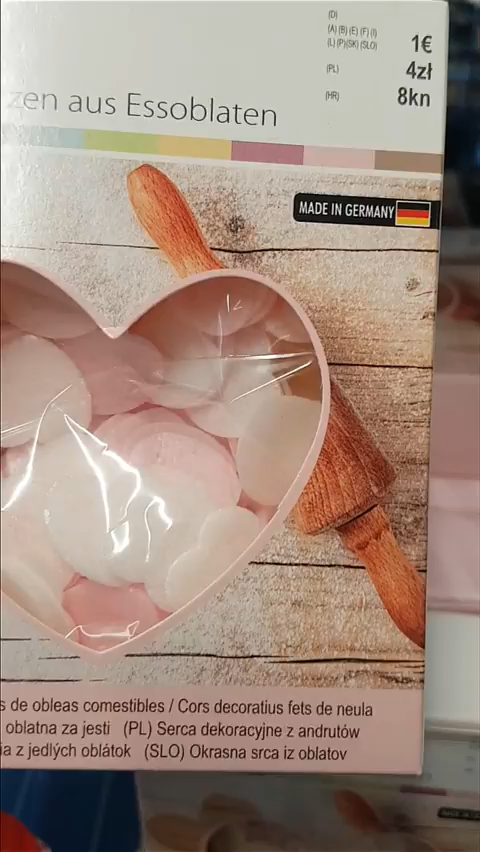 (D)
(A) (B) (E) (F) (I)
(L) (P)(SK) (SLO) 1€
(PL) 4zł
(HR) 8kn
zen aus Essoblaten
MADE IN GERMANY
s de obleas comestibles / Cors decoratius fets de neula
oblatna za jesti (PL) Serca dekoracyjne z andrutów
ia z jedlých oblátok (SLO) Okrasna srca iz oblatov